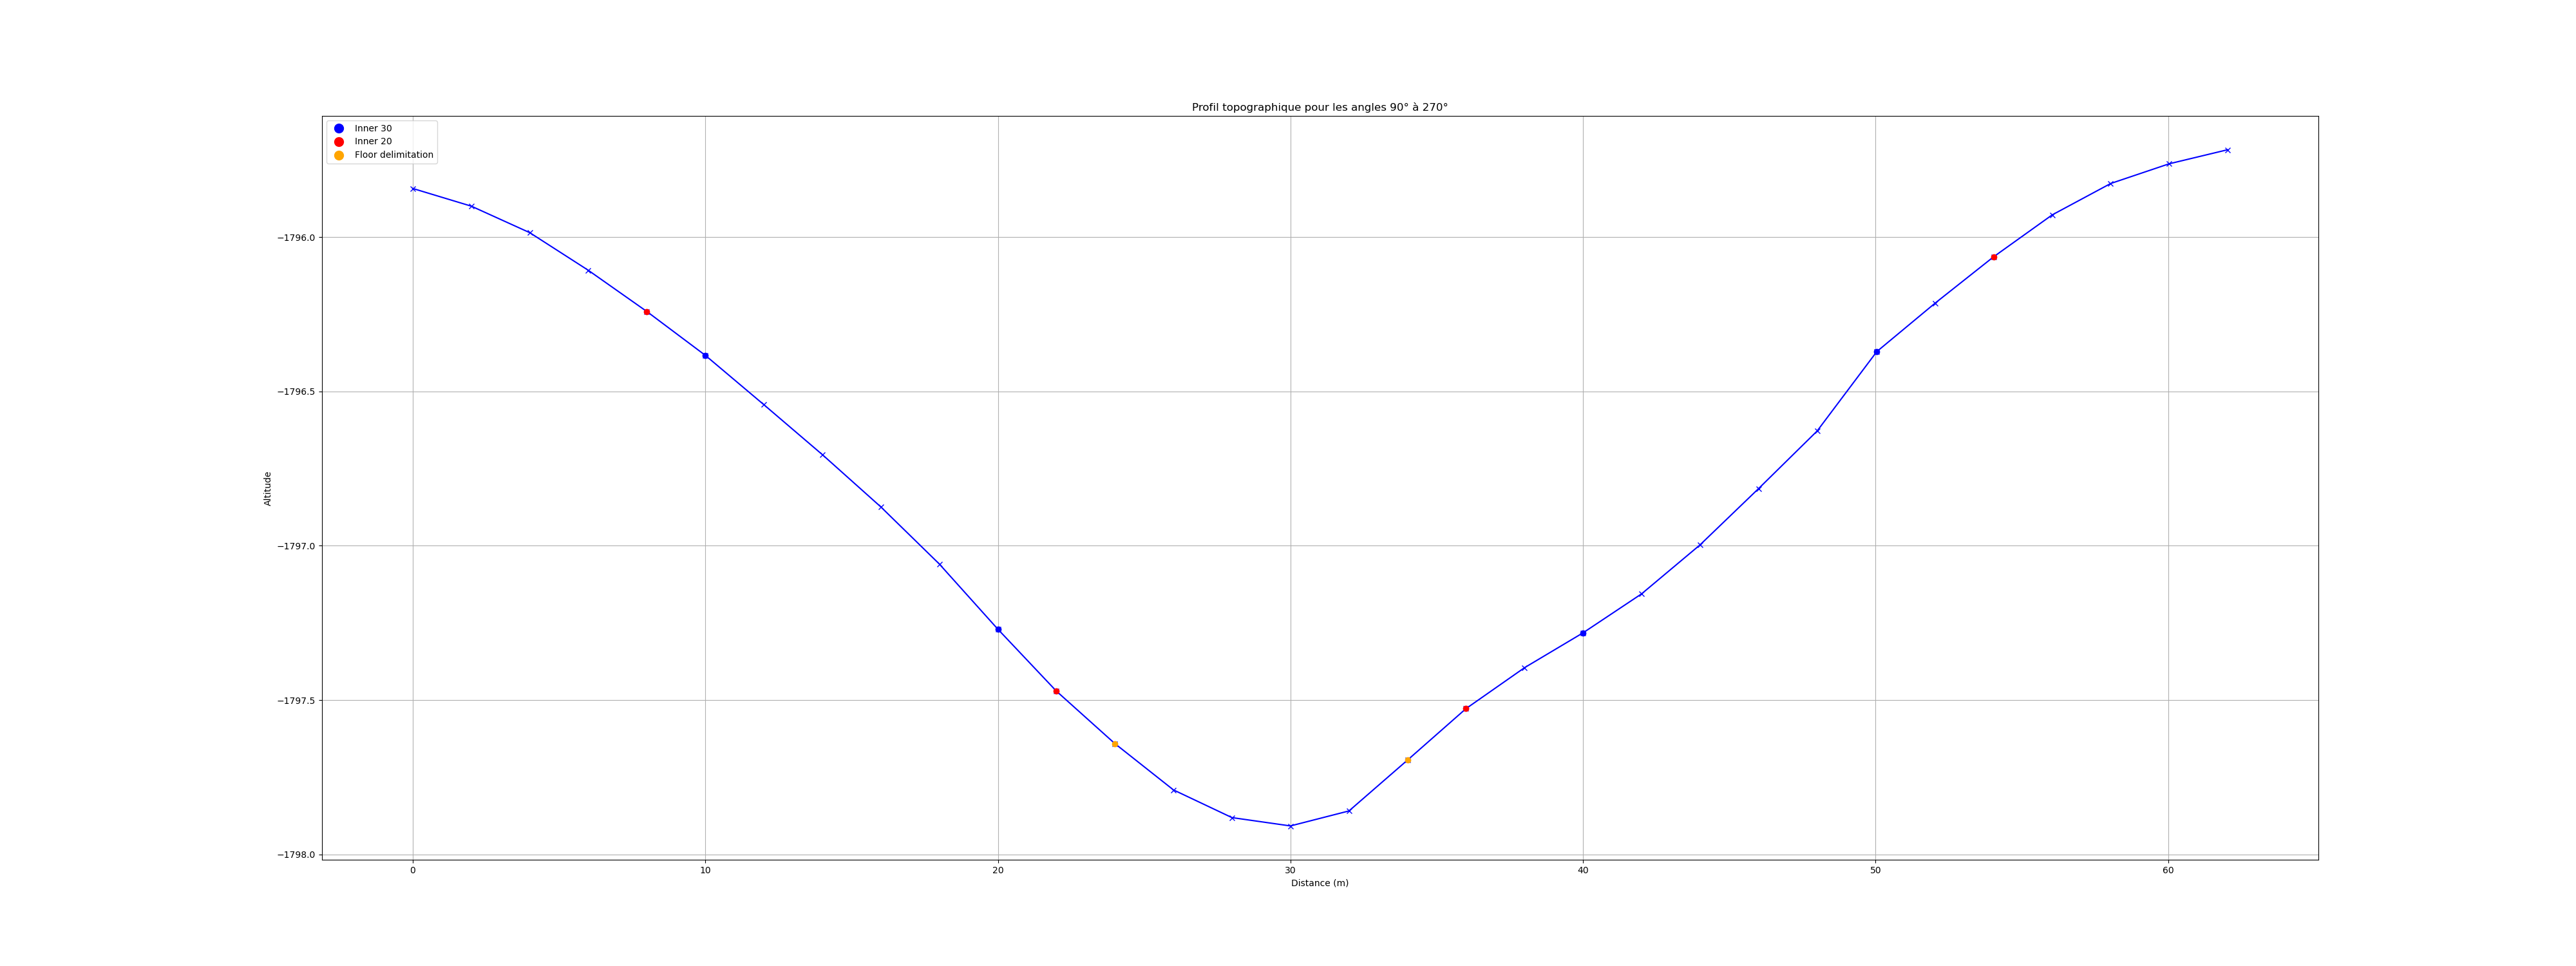 Profil topographique pour les angles 90° à 270°
Inner 30
Inner 20
Floor delimitation
Altitude
−1796.0
−1796.5
−1797.0
−1797.5
−1798.0
0 10 20 30 40 50 60
Distance (m)